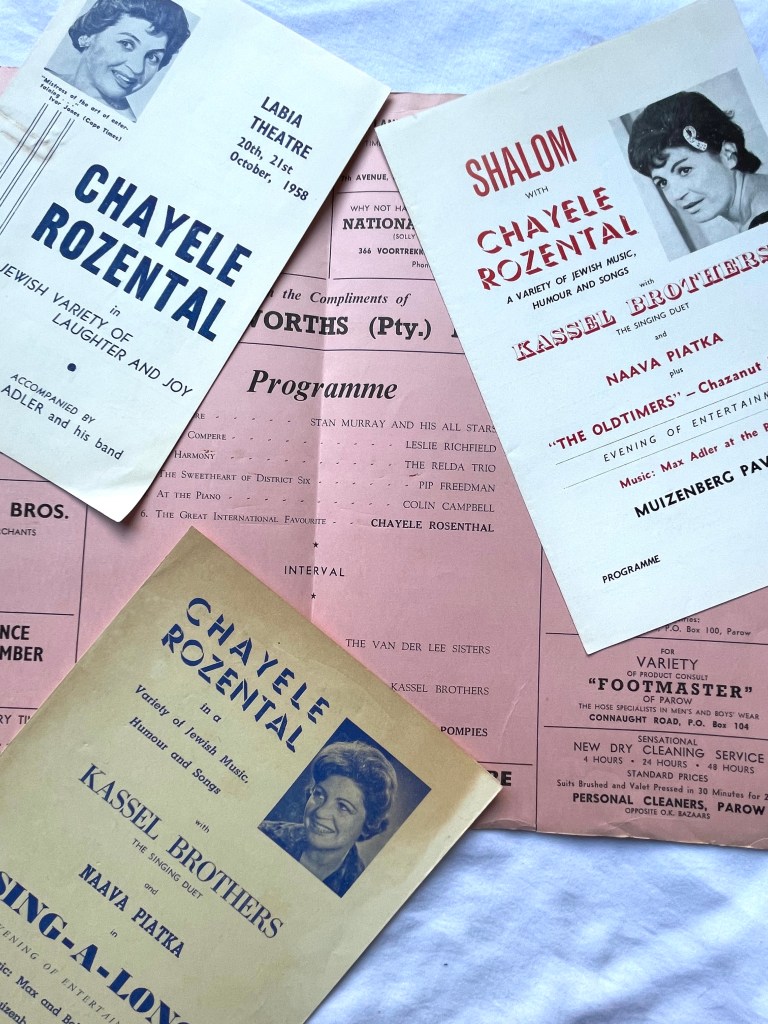 "Mistress of the art of enter-
taining . . ."
Ivor Jones (Cape Times)
LABIA
THEATRE
20th, 21st
October, 1958
CHAYELE
ROZENTAL
in
JEWISH VARIETY OF
LAUGHTER AND JOY
ACCOMPANIED BY
ADLER and his band
SHALOM
WITH
CHAYELE
ROZENTAL
A VARIETY OF JEWISH MUSIC,
HUMOUR AND SONGS
with
KASSEL BROTHERS
THE SINGING DUET
and
NAAVA PIATKA
plus
"THE OLDTIMERS" – Chazanut
EVENING OF ENTERTAINM
Music: Max Adler at the
MUIZENBERG PAV
PROGRAMME
AVENUE,
WHY NOT HA
NATIONA
(SOLLY
366 VOORTREKK
Phon
the Compliments of
WORTHS (Pty.)
Programme
STAN MURRAY AND HIS ALL STARS
COMPERE - - - - LESLIE RICHFIELD
HARMONY - - - - THE RELDA TRIO
THE SWEETHEART OF DISTRICT SIX - - - - PIP FREEDMAN
AT THE PIANO - - - - COLIN CAMPBELL
6. THE GREAT INTERNATIONAL FAVOURITE - - - - CHAYELE ROSENTHAL
INTERVAL
THE VAN DER LEE SISTERS
KASSEL BROTHERS
POMPIES
BROS.
RCHANTS
NCE
MBER
P.O. Box 100, Parow
FOR
VARIETY
OF PRODUCT CONSULT
"FOOTMASTER"
OF PAROW
THE HOSE SPECIALISTS IN MEN'S AND BOYS' WEAR
CONNAUGHT ROAD, P.O. Box 104
SENSATIONAL
NEW DRY CLEANING SERVICE
4 HOURS • 24 HOURS • 48 HOURS
STANDARD PRICES
Suits Brushed and Valet Pressed in 30 Minutes for 2
PERSONAL CLEANERS, PAROW
OPPOSITE O.K. BAZAARS
CHAYELE
ROZENTAL
in a
Variety of Jewish Music,
Humour and Songs
with
KASSEL BROTHERS
THE SINGING DUET
and
NAAVA PIATKA
in
SING-A-LONG
EVENING OF ENTERTAIN
Max and